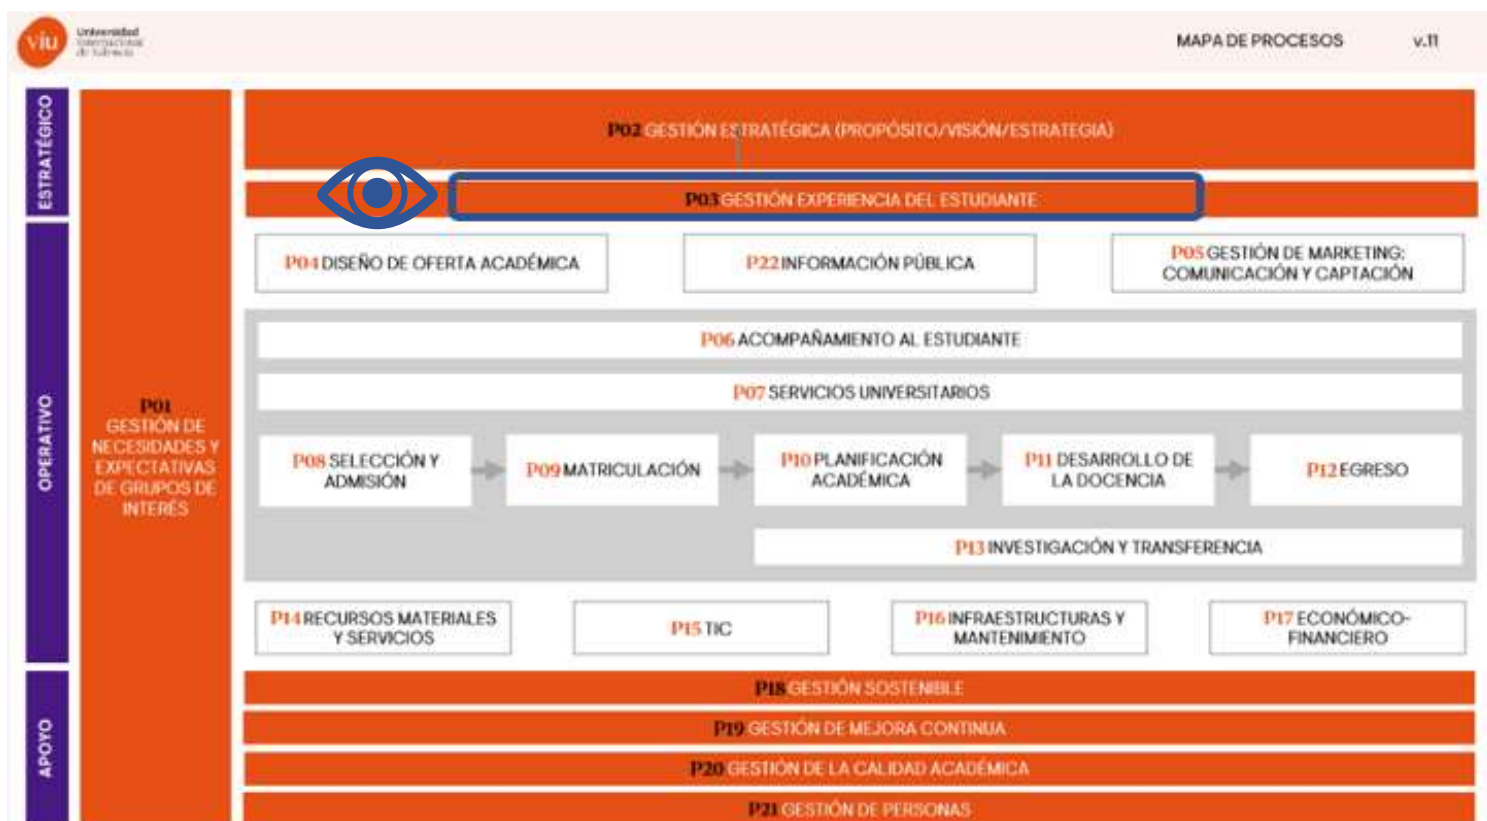 viu
Universidad
Internacional
de Valencia
MAPA DE PROCESOS v.11
ESTRATÉGICO
P02 GESTIÓN ESTRATÉGICA (PROPÓSITO/VISIÓN/ESTRATEGIA)
P03 GESTIÓN EXPERIENCIA DEL ESTUDIANTE
OPERATIVO
P01
GESTIÓN DE
NECESIDADES Y
EXPECTATIVAS
DE GRUPOS DE
INTERÉS
P04 DISEÑO DE OFERTA ACADÉMICA
P22 INFORMACIÓN PÚBLICA
P05 GESTIÓN DE MARKETING:
COMUNICACIÓN Y CAPTACIÓN
P06 ACOMPAÑAMIENTO AL ESTUDIANTE
P07 SERVICIOS UNIVERSITARIOS
P08 SELECCIÓN Y
ADMISIÓN
P09 MATRICULACIÓN
P10 PLANIFICACIÓN
ACADÉMICA
P11 DESARROLLO DE
LA DOCENCIA
P12 EGRESO
P13 INVESTIGACIÓN Y TRANSFERENCIA
P14 RECURSOS MATERIALES
Y SERVICIOS
P15 TIC
P16 INFRAESTRUCTURAS Y
MANTENIMIENTO
P17 ECONÓMICO-
FINANCIERO
APOYO
P18 GESTIÓN SOSTENIBLE
P19 GESTIÓN DE MEJORA CONTINUA
P20 GESTIÓN DE LA CALIDAD ACADÉMICA
P21 GESTIÓN DE PERSONAS